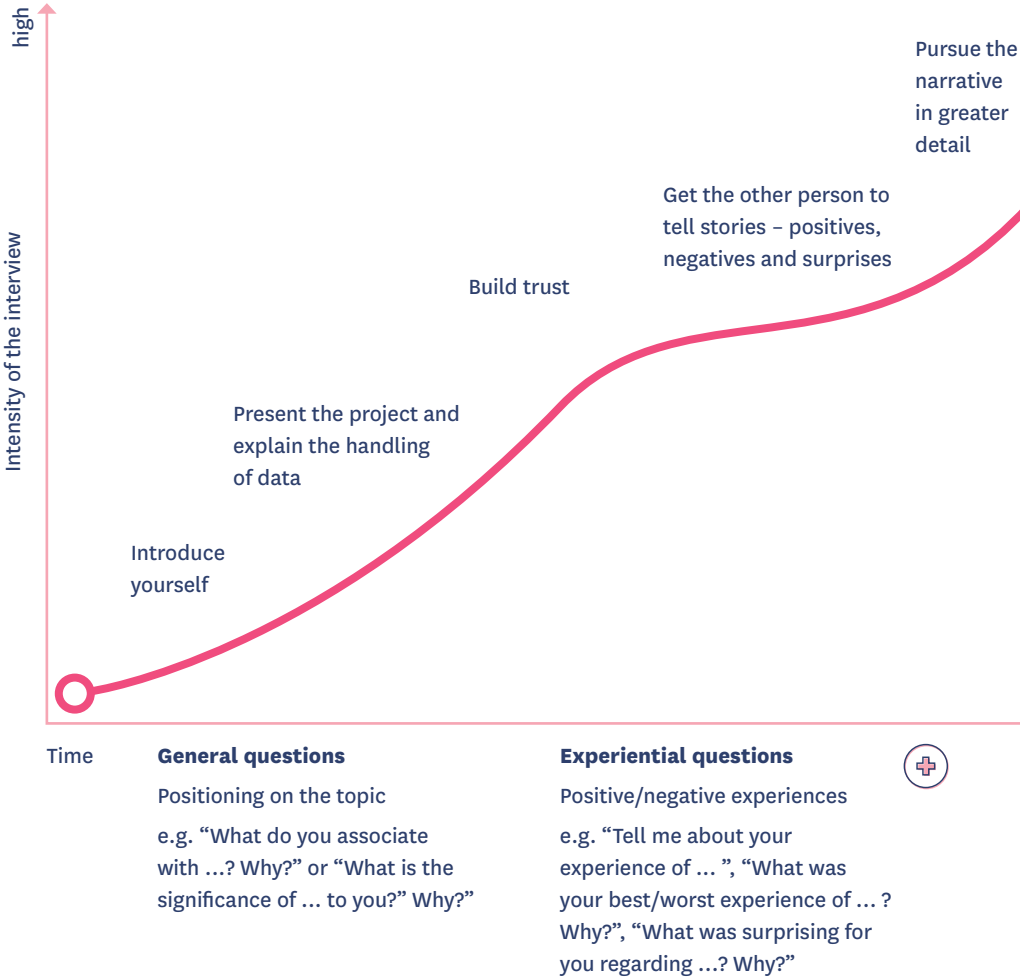 high
Intensity of the interview
Pursue the
narrative
in greater
detail
Get the other person to
tell stories – positives,
negatives and surprises
Build trust
Present the project and
explain the handling
of data
Introduce
yourself
Time
General questions
Positioning on the topic
e.g. “What do you associate
with …? Why?” or “What is the
significance of … to you?” Why?”
Experiential questions
Positive/negative experiences
e.g. “Tell me about your
experience of … ”, “What was
your best/worst experience of … ?
Why?”, “What was surprising for
you regarding …? Why?”